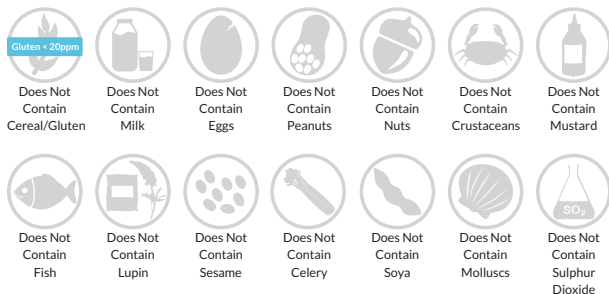 Gluten < 20ppm
Does Not
Contain
Cereal/Gluten
Does Not
Contain
Milk
Does Not
Contain
Eggs
Does Not
Contain
Peanuts
Does Not
Contain
Nuts
Does Not
Contain
Crustaceans
Does Not
Contain
Mustard
SO₂
Does Not
Contain
Fish
Does Not
Contain
Lupin
Does Not
Contain
Sesame
Does Not
Contain
Celery
Does Not
Contain
Soya
Does Not
Contain
Molluscs
Does Not
Contain
Sulphur
Dioxide